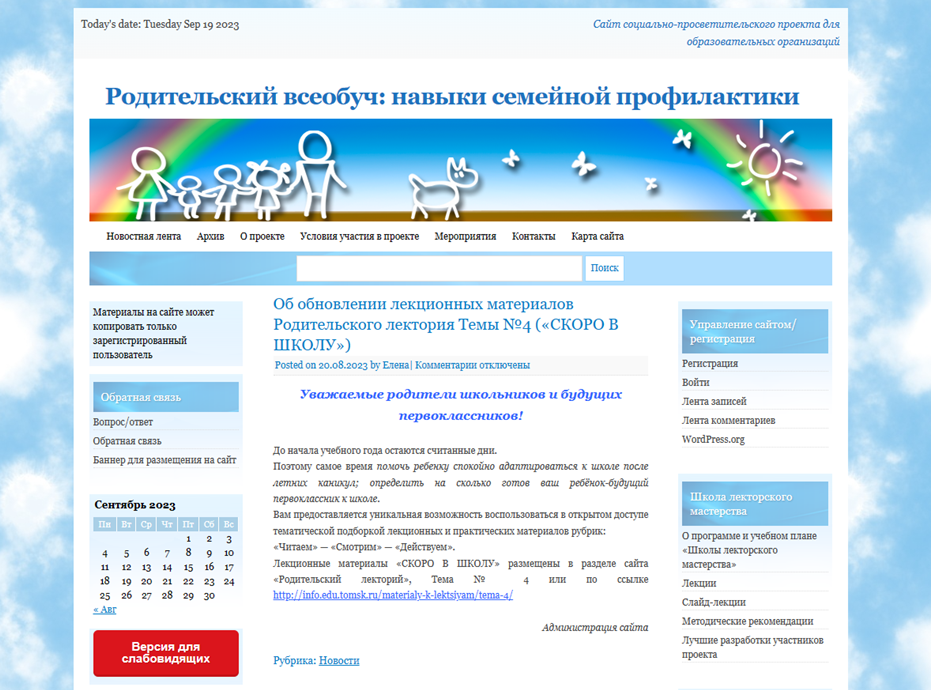 Today's date: Tuesday Sep 19 2023
Сайт социально-просветительского проекта для
образовательных организаций
Родительский всеобуч: навыки семейной профилактики
Новостная лента Архив О проекте Условия участия в проекте Мероприятия Контакты Карта сайта
Поиск
Материалы на сайте может
копировать только
зарегистрированный
пользователь
Обратная связь
Вопрос/ответ
Обратная связь
Баннер для размещения на сайт
Сентябрь 2023
Пн Вт Ср Чт Пт Сб Вс
1 2 3
4 5 6 7 8 9 10
11 12 13 14 15 16 17
18 19 20 21 22 23 24
25 26 27 28 29 30
« Авг
Версия для
слабовидящих
Об обновлении лекционных материалов
Родительского лектория Темы №4 («СКОРО В
ШКОЛУ»)
Posted on 20.08.2023 by Елена| Комментарии отключены
Уважаемые родители школьников и будущих
первоклассников!
До начала учебного года остаются считанные дни.
Поэтому самое время помочь ребенку спокойно адаптироваться к школе после
летних каникул; определить на сколько готов ваш ребёнок-будущий
первоклассник к школе.
Вам предоставляется уникальная возможность воспользоваться в открытом доступе
тематической подборкой лекционных и практических материалов рубрик:
«Читаем» — «Смотрим» — «Действуем».
Лекционные материалы «СКОРО В ШКОЛУ» размещены в разделе сайта
«Родительский лекторий», Тема № 4 или по ссылке
http://info.edu.tomsk.ru/materialy-k-lektsiyam/tema-4/
Администрация сайта
Рубрика: Новости
Управление сайтом/
регистрация
Регистрация
Войти
Лента записей
Лента комментариев
WordPress.org
Школа лекторского
мастерства
О программе и учебном плане
«Школы лекторского
мастерства»
Лекции
Слайд-лекции
Методические рекомендации
Лучшие разработки участников
проекта